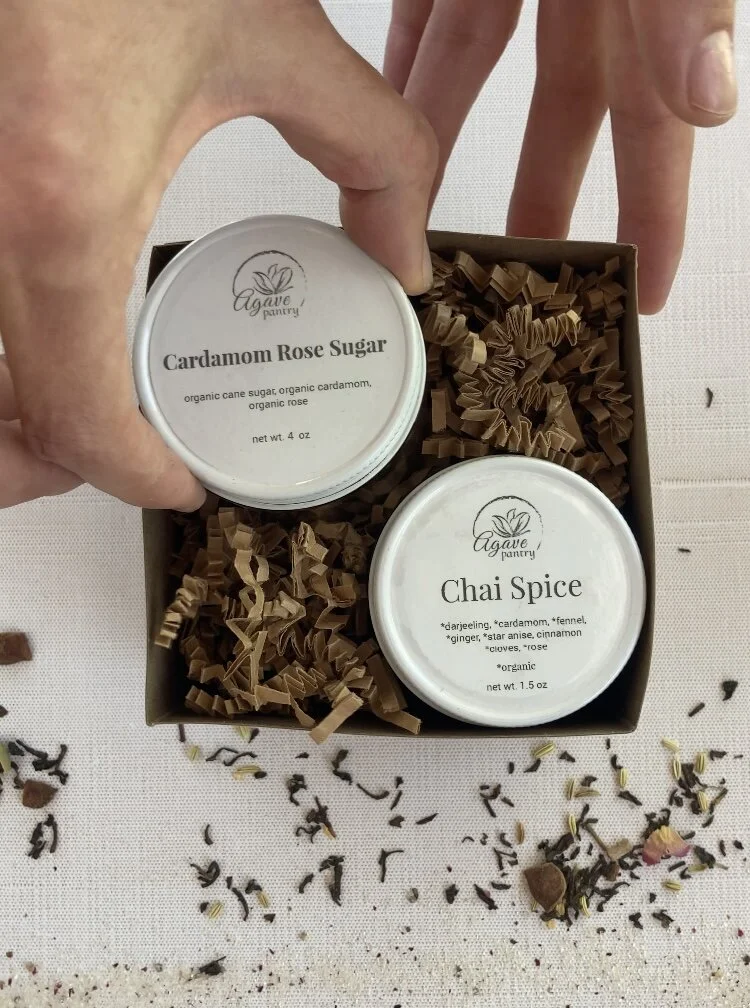 Agave
pantry
Cardamom Rose Sugar
organic cane sugar, organic cardamom,
organic rose
net wt. 4 oz
Agave
pantry
Chai Spice
*darjeeling, *cardamom, *fennel,
*ginger, *star anise, cinnamon
*cloves, *rose
*organic
net wt. 1.5 oz